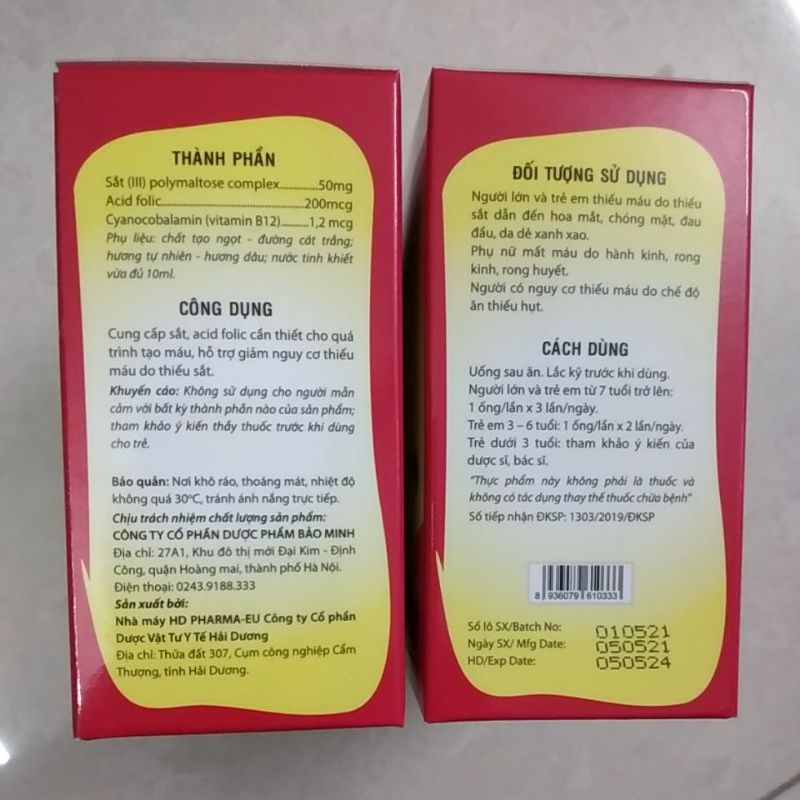 THÀNH PHẦN
Sắt (III) polymaltose complex..............50mg
Acid folic.....................................200mcg
Cyanocobalamin (vitamin B12).........1,2 mcg
Phụ liệu: chất tạo ngọt - đường cát trắng;
hương tự nhiên - hương dâu; nước tinh khiết
vừa đủ 10ml.
CÔNG DỤNG
Cung cấp sắt, acid folic cần thiết cho quá
trình tạo máu, hỗ trợ giảm nguy cơ thiếu
máu do thiếu sắt.
Khuyến cáo: Không sử dụng cho người mẫn
cảm với bất kỳ thành phần nào của sản phẩm;
tham khảo ý kiến thầy thuốc trước khi dùng
cho trẻ.
Bảo quản: Nơi khô ráo, thoáng mát, nhiệt độ
không quá 30°C, tránh ánh nắng trực tiếp.
Chịu trách nhiệm chất lượng sản phẩm:
CÔNG TY CỔ PHẦN DƯỢC PHẨM BẢO MINH
Địa chỉ: 27A1, Khu đô thị mới Đại Kim - Định
Công, quận Hoàng mai, thành phố Hà Nội.
Điện thoại: 0243.9188.333
Sản xuất bởi:
Nhà máy HD PHARMA-EU Công ty Cổ phần
Dược Vật Tư Y Tế Hải Dương
Địa chỉ: Thửa đất 307, Cụm công nghiệp Cẩm
Thượng, tỉnh Hải Dương.
ĐỐI TƯỢNG SỬ DỤNG
Người lớn và trẻ em thiếu máu do thiếu
sắt dẫn đến hoa mắt, chóng mặt, đau
đầu, da dẻ xanh xao.
Phụ nữ mất máu do hành kinh, rong
kinh, rong huyết.
Người có nguy cơ thiếu máu do chế độ
ăn thiếu hụt.
CÁCH DÙNG
Uống sau ăn. Lắc kỹ trước khi dùng.
Người lớn và trẻ em từ 7 tuổi trở lên:
1 ống/lần x 3 lần/ngày.
Trẻ em 3 – 6 tuổi: 1 ống/lần x 2 lần/ngày.
Trẻ dưới 3 tuổi: tham khảo ý kiến của
dược sĩ, bác sĩ.
"Thực phẩm này không phải là thuốc và
không có tác dụng thay thế thuốc chữa bệnh"
Số tiếp nhận ĐKSP: 1303/2019/ĐKSP
8 936079 610333
Số lô SX/Batch No: 010521
Ngày SX/ Mfg Date: 050521
HD/Exp Date: 050524